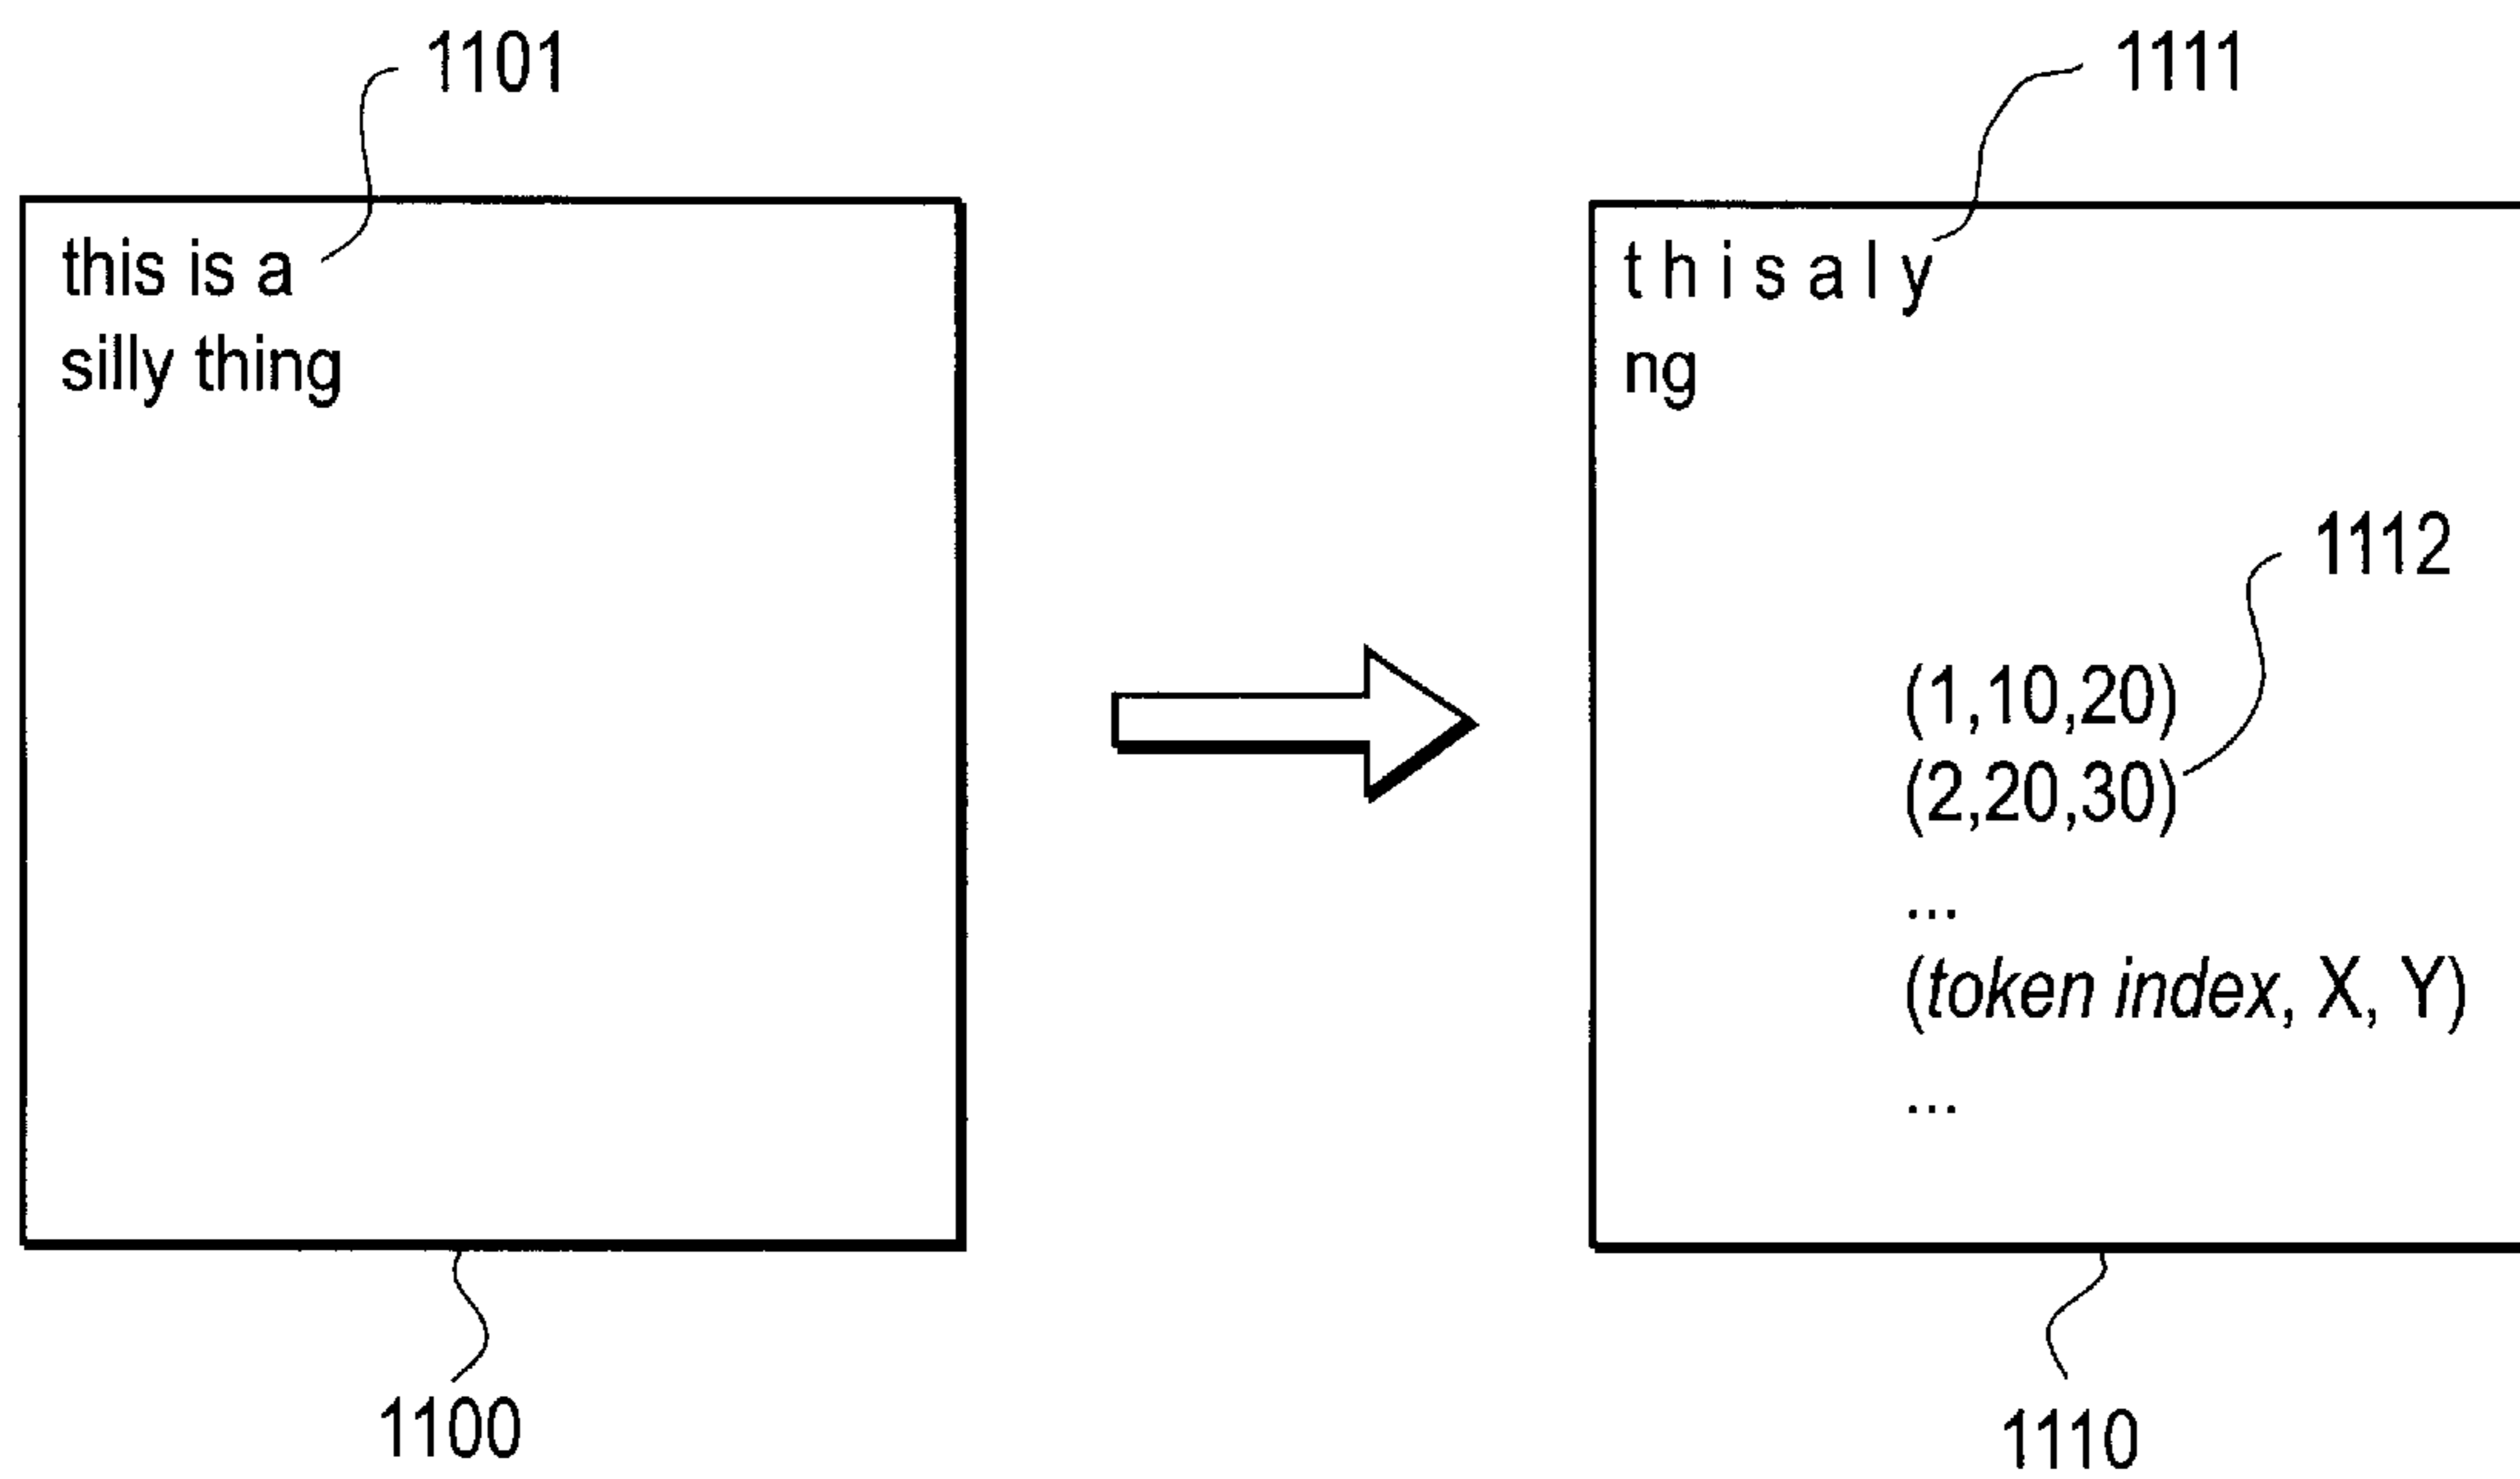 1101
this is a
silly thing
1100
1111
t h i s a l y
ng
1112
(1,10,20)
(2,20,30)
...
(token index, X, Y)
...
1110